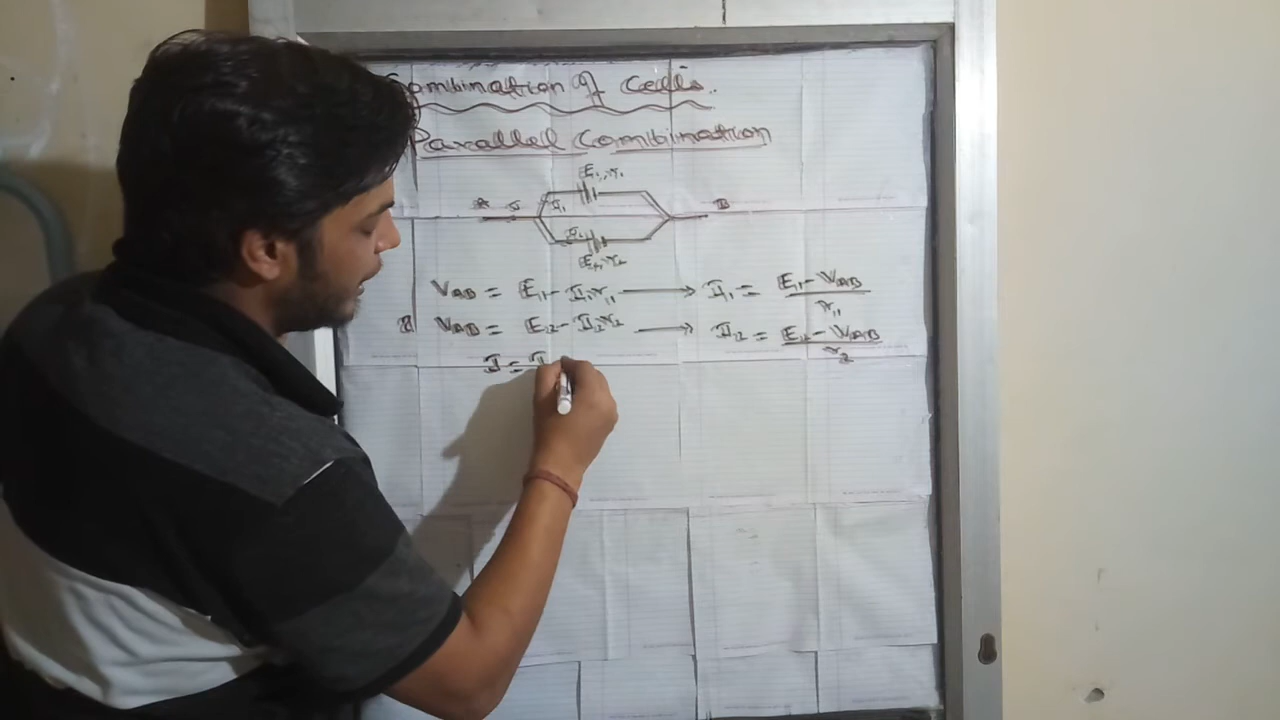 Combination of Cells.
Parallel Combination
E₁, r₁
A I I₁ B
I₂
E₂, r₂
V_AB = E₁ - I₁r₁ ⟶ I₁ = (E₁ - V_AB)/r₁
& V_AB = E₂ - I₂r₂ ⟶ I₂ = (E₂ - V_AB)/r₂
I = I